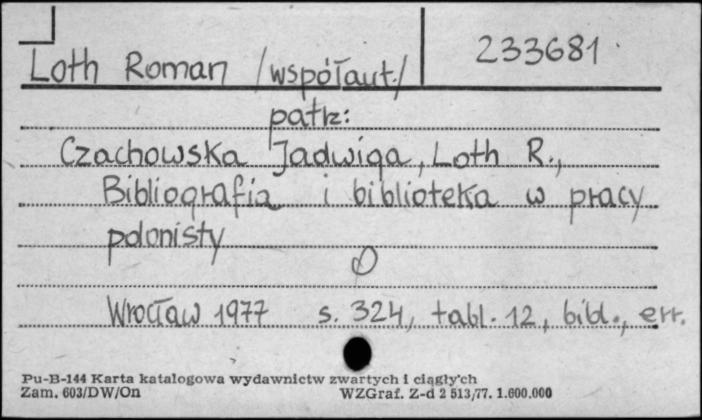 233681
Loth Roman /współaut./
patrz:
Czachowska Jadwiga, Loth R.,
Bibliografia i biblioteka w pracy
polonisty
Wrocław 1977 s. 324, tabl. 12, bibl., err.
Pu-B-144 Karta katalogowa wydawnictw zwartych i ciągłych
Zam. 603/DW/On WZGraf. Z-d 2 513/77. 1.600.000